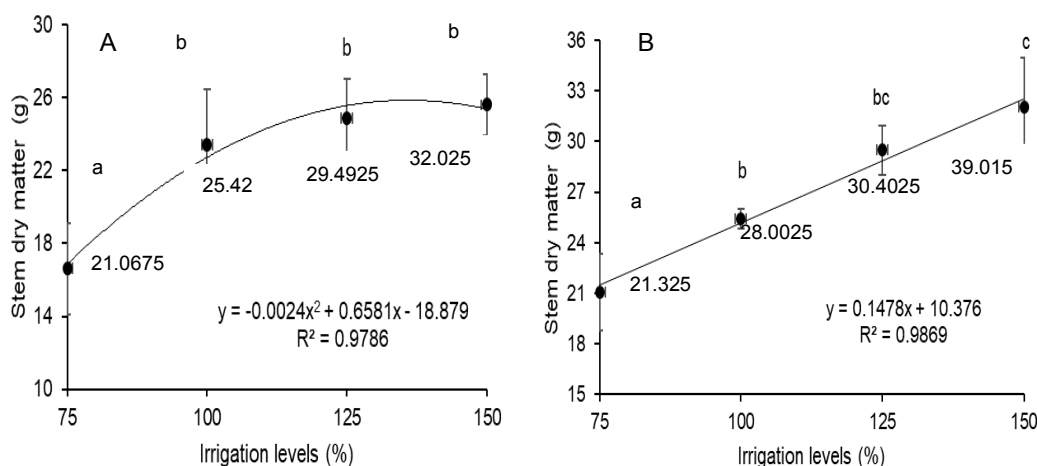 30
A
b
b
b
26
Stem dry matter (g)
22
a
25.42
29.4925
32.025
18
21.0675
14
y = -0.0024x² + 0.6581x - 18.879
R² = 0.9786
10
75
100
125
150
Irrigation levels (%)
36
B
c
33
bc
30
b
30.4025
39.015
Stem dry matter (g)
27
28.0025
24
a
21.325
21
18
y = 0.1478x + 10.376
R² = 0.9869
15
75
100
125
150
Irrigation levels (%)